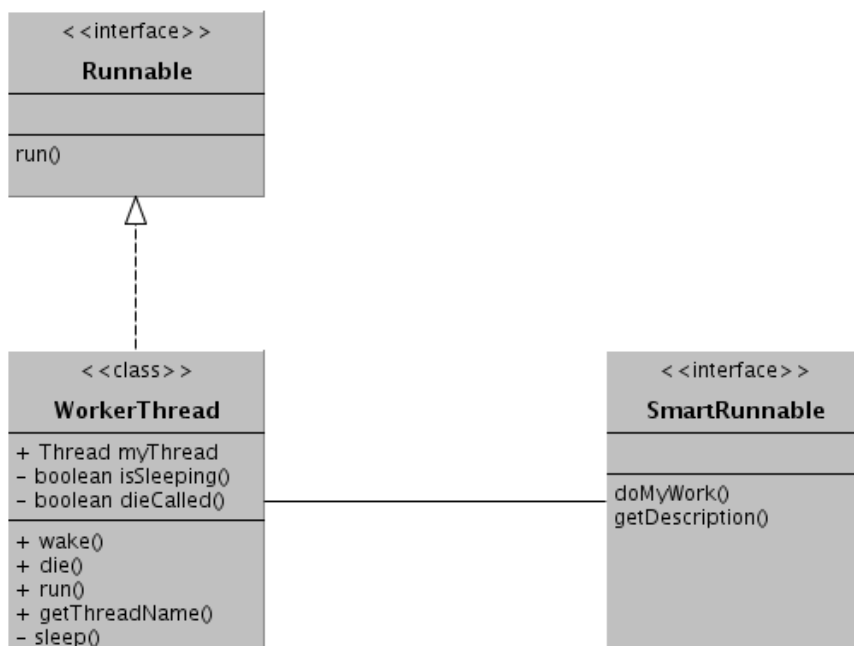 < <interface> >
Runnable
run()
< <class> >
WorkerThread
+ Thread myThread
- boolean isSleeping()
- boolean dieCalled()
+ wake()
+ die()
+ run()
+ getThreadName()
- sleep()
< <interface> >
SmartRunnable
doMyWork()
getDescription()